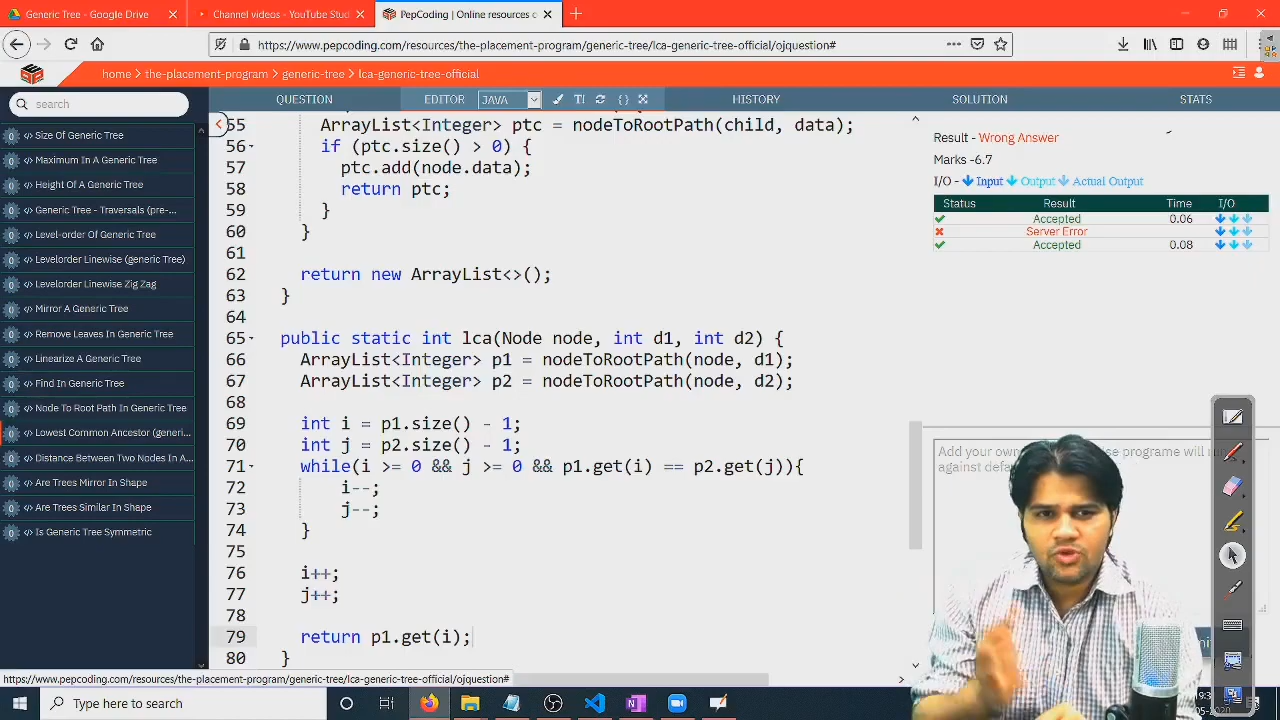 Generic Tree - Google Drive
Channel videos - YouTube Stud
PepCoding | Online resources o
https://www.pepcoding.com/resources/the-placement-program/generic-tree/lca-generic-tree-official/ojquestion#
home > the-placement-program > generic-tree > lca-generic-tree-official
search
QUESTION
EDITOR
JAVA
HISTORY
SOLUTION
STATS
</> Size Of Generic Tree
</> Maximum In A Generic Tree
</> Height Of A Generic Tree
</> Generic Tree - Traversals (pre-...
</> Level-order Of Generic Tree
</> Levelorder Linewise (generic Tree)
</> Levelorder Linewise Zig Zag
</> Mirror A Generic Tree
</> Remove Leaves In Generic Tree
</> Linearize A Generic Tree
</> Find In Generic Tree
</> Node To Root Path In Generic Tree
</> Lowest Common Ancestor (generi...
</> Distance Between Two Nodes In A...
</> Are Trees Mirror In Shape
</> Are Trees Similar In Shape
</> Is Generic Tree Symmetric
55 ArrayList<Integer> ptc = nodeToRootPath(child, data);
56 if (ptc.size() > 0) {
57 ptc.add(node.data);
58 return ptc;
59 }
60 }
61
62 return new ArrayList<>();
63 }
64
65 public static int lca(Node node, int d1, int d2) {
66 ArrayList<Integer> p1 = nodeToRootPath(node, d1);
67 ArrayList<Integer> p2 = nodeToRootPath(node, d2);
68
69 int i = p1.size() - 1;
70 int j = p2.size() - 1;
71 while(i >= 0 && j >= 0 && p1.get(i) == p2.get(j)){
72 i--;
73 j--;
74 }
75
76 i++;
77 j++;
78
79 return p1.get(i);
80 }
Result - Wrong Answer
Marks -6.7
I/O - Input Output Actual Output
Status Result Time I/O
Accepted 0.06
Server Error
Accepted 0.08
Add your own
against defa
https://www.pepcoding.com/resources/the-placement-program/generic-tree/lca-generic-tree-official/ojquestion#
Type here to search